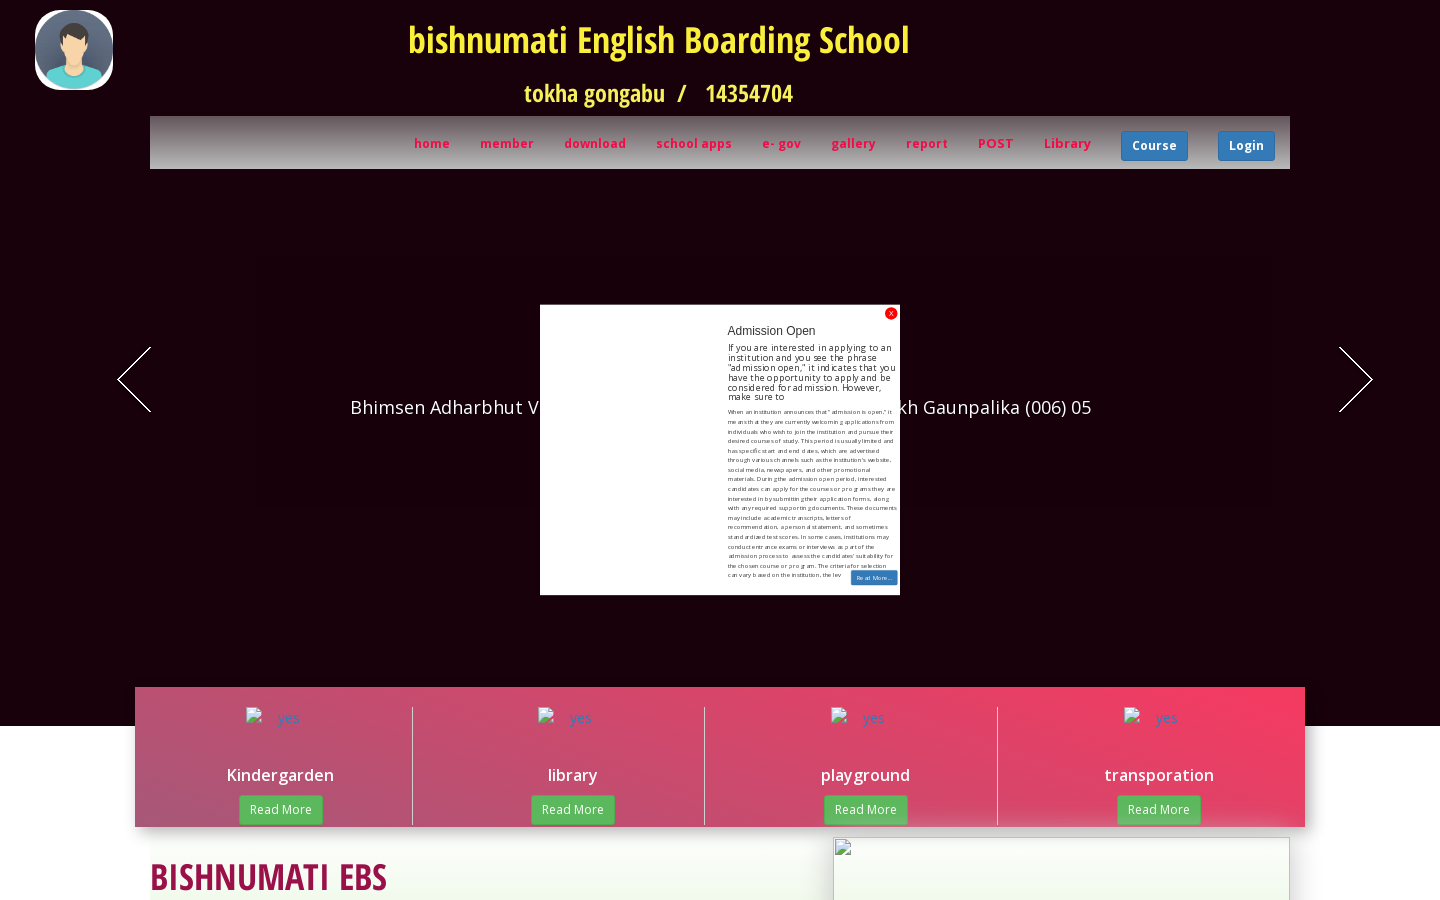 bishnumati English Boarding School
tokha gongabu / 14354704
home member download school apps e- gov gallery report POST Library Course Login
X
Admission Open
If you are interested in applying to an
institution and you see the phrase
"admission open," it indicates that you
have the opportunity to apply and be
considered for admission. However,
make sure to
Bhimsen Adharbhut V
kh Gaunpalika (006) 05
When an institution announces that "admission is open," it
means that they are currently welcoming applications from
individuals who wish to join the institution and pursue their
desired courses of study. This period is usually limited and
has specific start and end dates, which are advertised
through various channels such as the institution's website,
social media, newspapers, and other promotional
materials. During the admission open period, interested
candidates can apply for the courses or programs they are
interested in by submitting their application forms, along
with any required supporting documents. These documents
may include academic transcripts, letters of
recommendation, a personal statement, and sometimes
standardized test scores. In some cases, institutions may
conduct entrance exams or interviews as part of the
admission process to assess the candidates' suitability for
the chosen course or program. The criteria for selection
can vary based on the institution, the lev
Read More...
yes yes yes yes
Kindergarden library playground transporation
Read More Read More Read More Read More
BISHNUMATI EBS